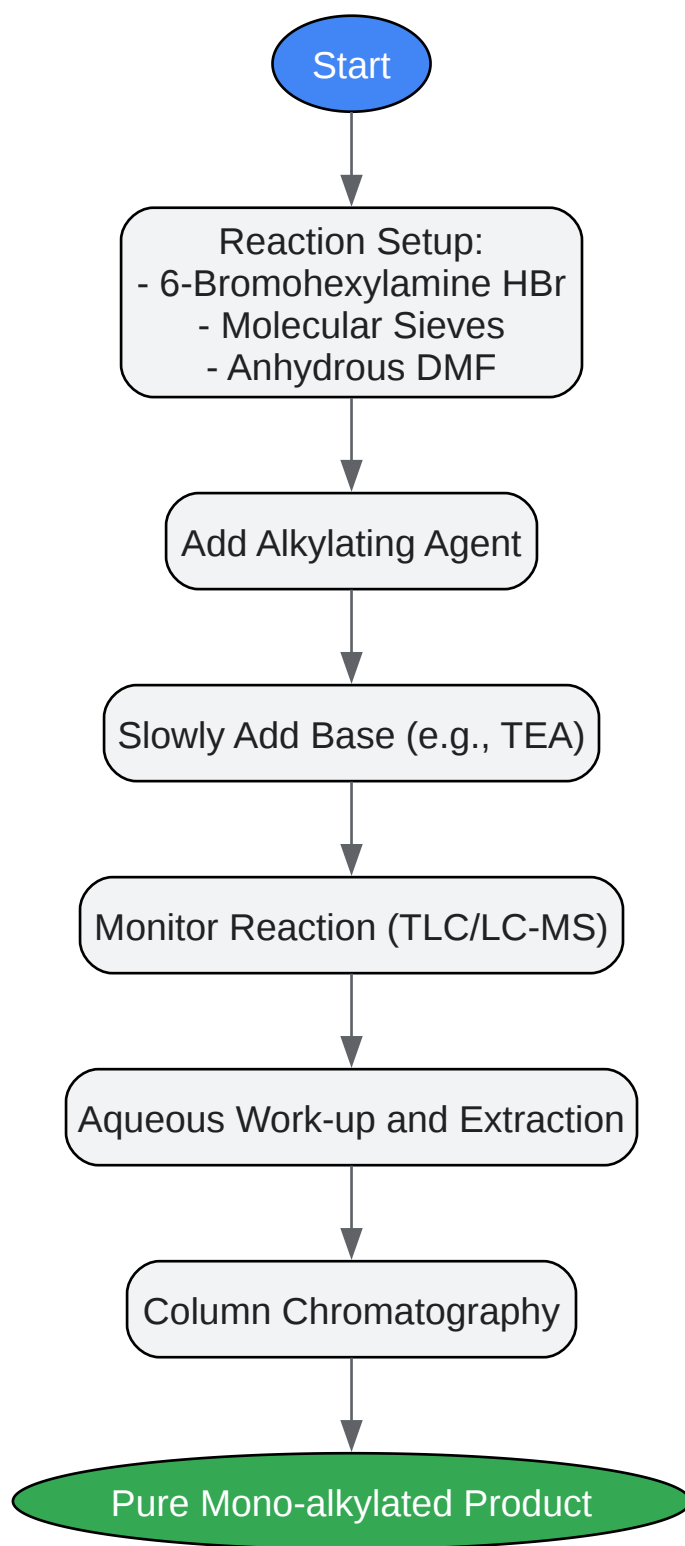 Start
Reaction Setup:
- 6-Bromohexylamine HBr
- Molecular Sieves
- Anhydrous DMF
Add Alkylating Agent
Slowly Add Base (e.g., TEA)
Monitor Reaction (TLC/LC-MS)
Aqueous Work-up and Extraction
Column Chromatography
Pure Mono-alkylated Product